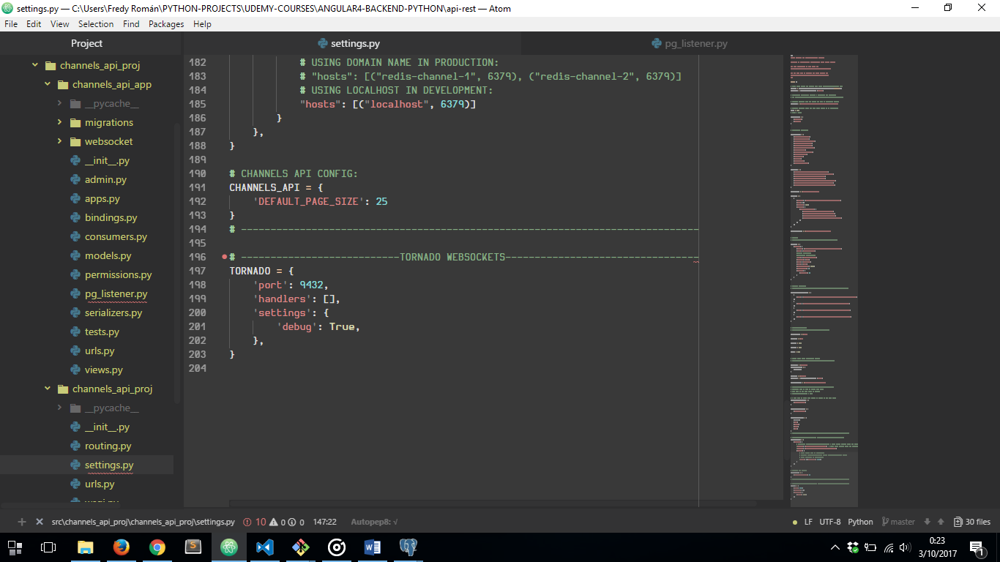 settings.py — C:\Users\Fredy Román\PYTHON-PROJECTS\UDEMY-COURSES\ANGULAR4-BACKEND-PYTHON\api-rest — Atom
File Edit View Selection Find Packages Help
Project
channels_api_proj
channels_api_app
__pycache__
migrations
websocket
__init__.py
admin.py
apps.py
bindings.py
consumers.py
models.py
permissions.py
pg_listener.py
serializers.py
tests.py
urls.py
views.py
channels_api_proj
__pycache__
__init__.py
routing.py
settings.py
urls.py
settings.py pg_listener.py
182 # USING DOMAIN NAME IN PRODUCTION:
183 # "hosts": [("redis-channel-1", 6379), ("redis-channel-2", 6379)]
184 # USING LOCALHOST IN DEVELOPMENT:
185 "hosts": [("localhost", 6379)]
186 }
187 },
188 }
189
190 # CHANNELS API CONFIG:
191 CHANNELS_API = {
192 'DEFAULT_PAGE_SIZE': 25
193 }
194 # ------------------------------------------------------------------------------
195
196 # ---------------------------TORNADO WEBSOCKETS---------------------------------
197 TORNADO = {
198 'port': 9432,
199 'handlers': [],
200 'settings': {
201 'debug': True,
202 },
203 }
204
src\channels_api_proj\channels_api_proj\settings.py 10 0 0 147:22 Autopep8: √ LF UTF-8 Python master 30 files
0:23
3/10/2017
1